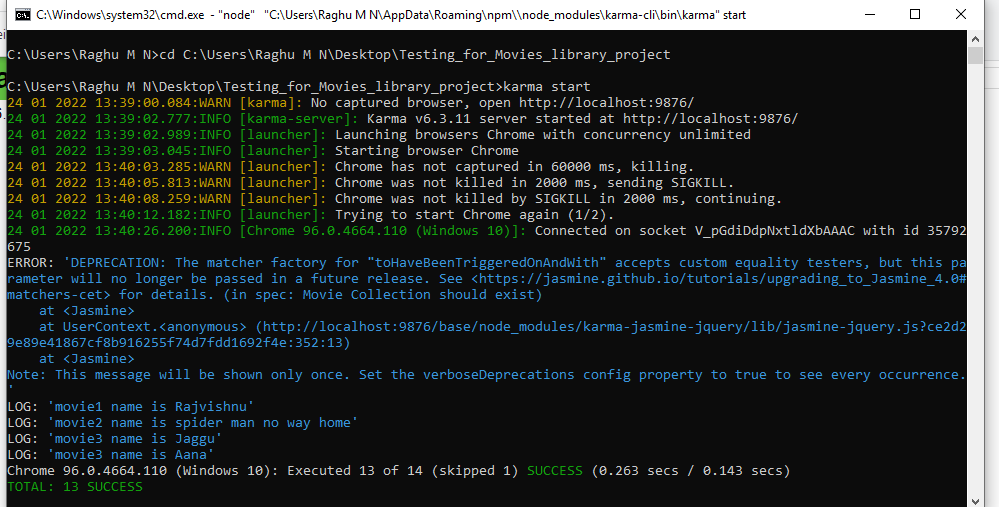 C:\Windows\system32\cmd.exe - "node" "C:\Users\Raghu M N\AppData\Roaming\npm\\node_modules\karma-cli\bin\karma" start
C:\Users\Raghu M N>cd C:\Users\Raghu M N\Desktop\Testing_for_Movies_library_project
C:\Users\Raghu M N\Desktop\Testing_for_Movies_library_project>karma start
24 01 2022 13:39:00.084:WARN [karma]: No captured browser, open http://localhost:9876/
24 01 2022 13:39:02.777:INFO [karma-server]: Karma v6.3.11 server started at http://localhost:9876/
24 01 2022 13:39:02.989:INFO [launcher]: Launching browsers Chrome with concurrency unlimited
24 01 2022 13:39:03.045:INFO [launcher]: Starting browser Chrome
24 01 2022 13:40:03.285:WARN [launcher]: Chrome has not captured in 60000 ms, killing.
24 01 2022 13:40:05.813:WARN [launcher]: Chrome was not killed in 2000 ms, sending SIGKILL.
24 01 2022 13:40:08.259:WARN [launcher]: Chrome was not killed by SIGKILL in 2000 ms, continuing.
24 01 2022 13:40:12.182:INFO [launcher]: Trying to start Chrome again (1/2).
24 01 2022 13:40:26.200:INFO [Chrome 96.0.4664.110 (Windows 10)]: Connected on socket V_pGdiDdpNxtldXbAAAC with id 35792
675
ERROR: 'DEPRECATION: The matcher factory for "toHaveBeenTriggeredOnAndWith" accepts custom equality testers, but this pa
rameter will no longer be passed in a future release. See <https://jasmine.github.io/tutorials/upgrading_to_Jasmine_4.0#
matchers-cet> for details. (in spec: Movie Collection should exist)
at <Jasmine>
at UserContext.<anonymous> (http://localhost:9876/base/node_modules/karma-jasmine-jquery/lib/jasmine-jquery.js?ce2d2
9e89e41867cf8b916255f74d7fdd1692f4e:352:13)
at <Jasmine>
Note: This message will be shown only once. Set the verboseDeprecations config property to true to see every occurrence.
'
LOG: 'movie1 name is Rajvishnu'
LOG: 'movie2 name is spider man no way home'
LOG: 'movie3 name is Jaggu'
LOG: 'movie3 name is Aana'
Chrome 96.0.4664.110 (Windows 10): Executed 13 of 14 (skipped 1) SUCCESS (0.263 secs / 0.143 secs)
TOTAL: 13 SUCCESS